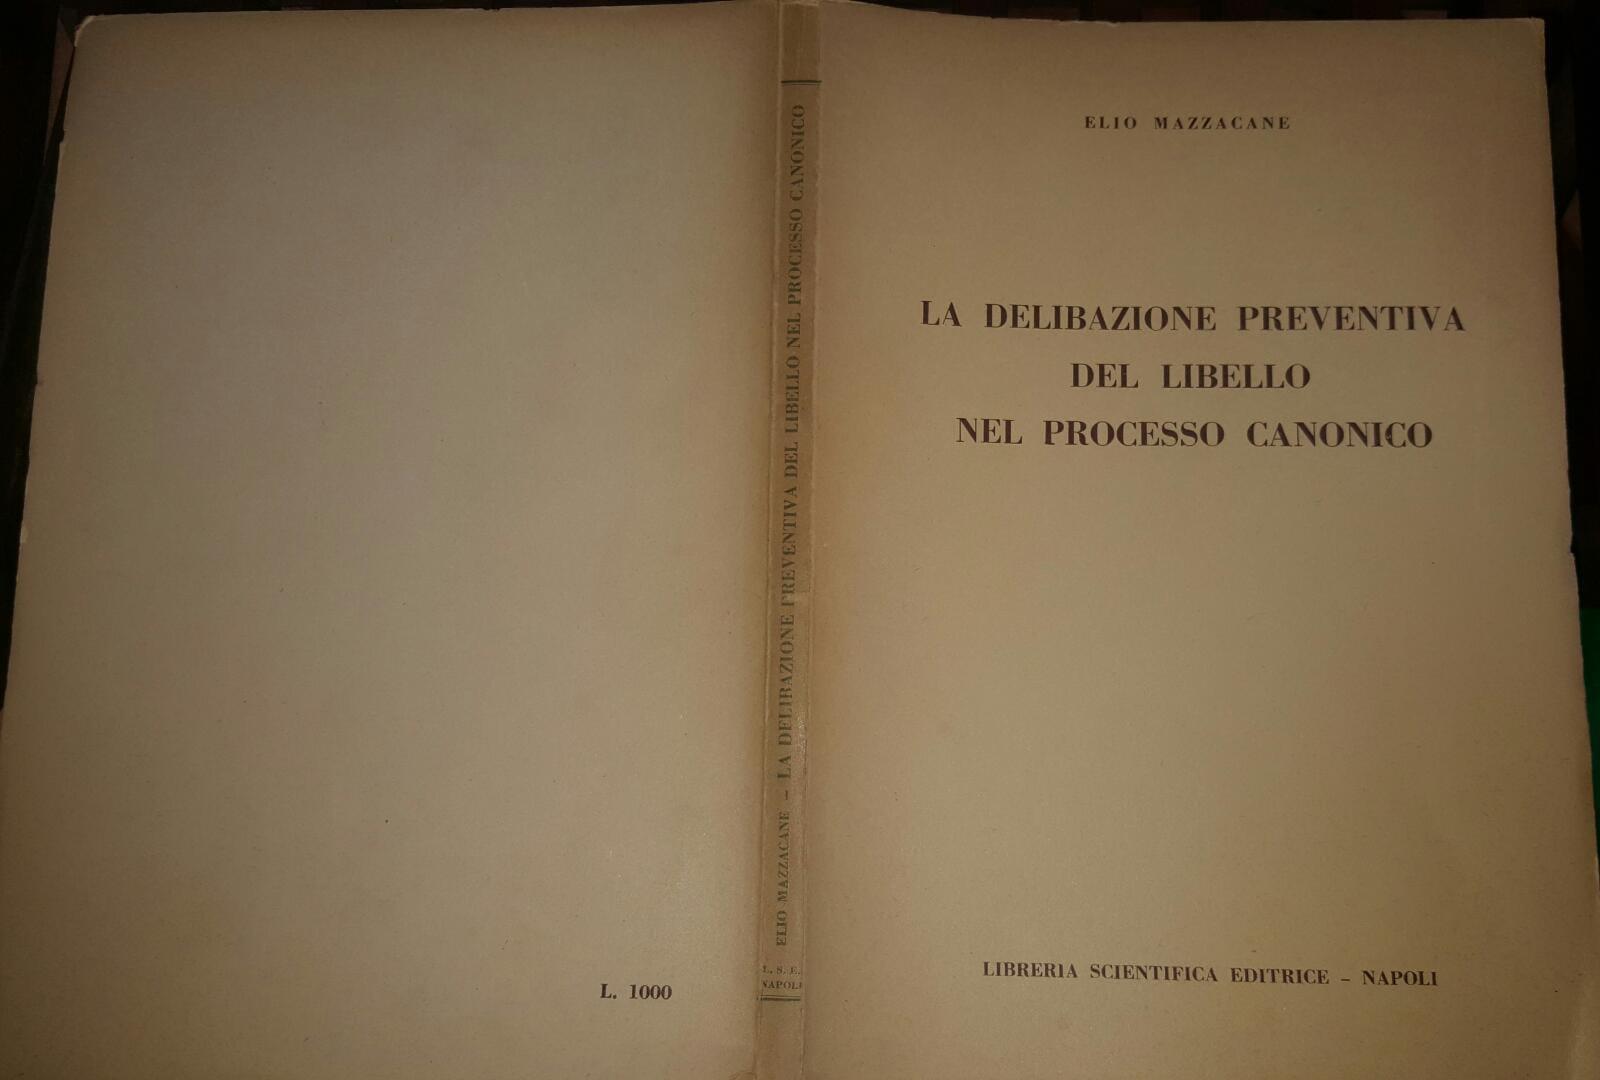 L. 1000
ELIO MAZZACANE – LA DELIBAZIONE PREVENTIVA DEL LIBELLO NEL PROCESSO CANONICO
L. S. E.
NAPOLI
ELIO MAZZACANE
LA DELIBAZIONE PREVENTIVA
DEL LIBELLO
NEL PROCESSO CANONICO
LIBRERIA SCIENTIFICA EDITRICE – NAPOLI